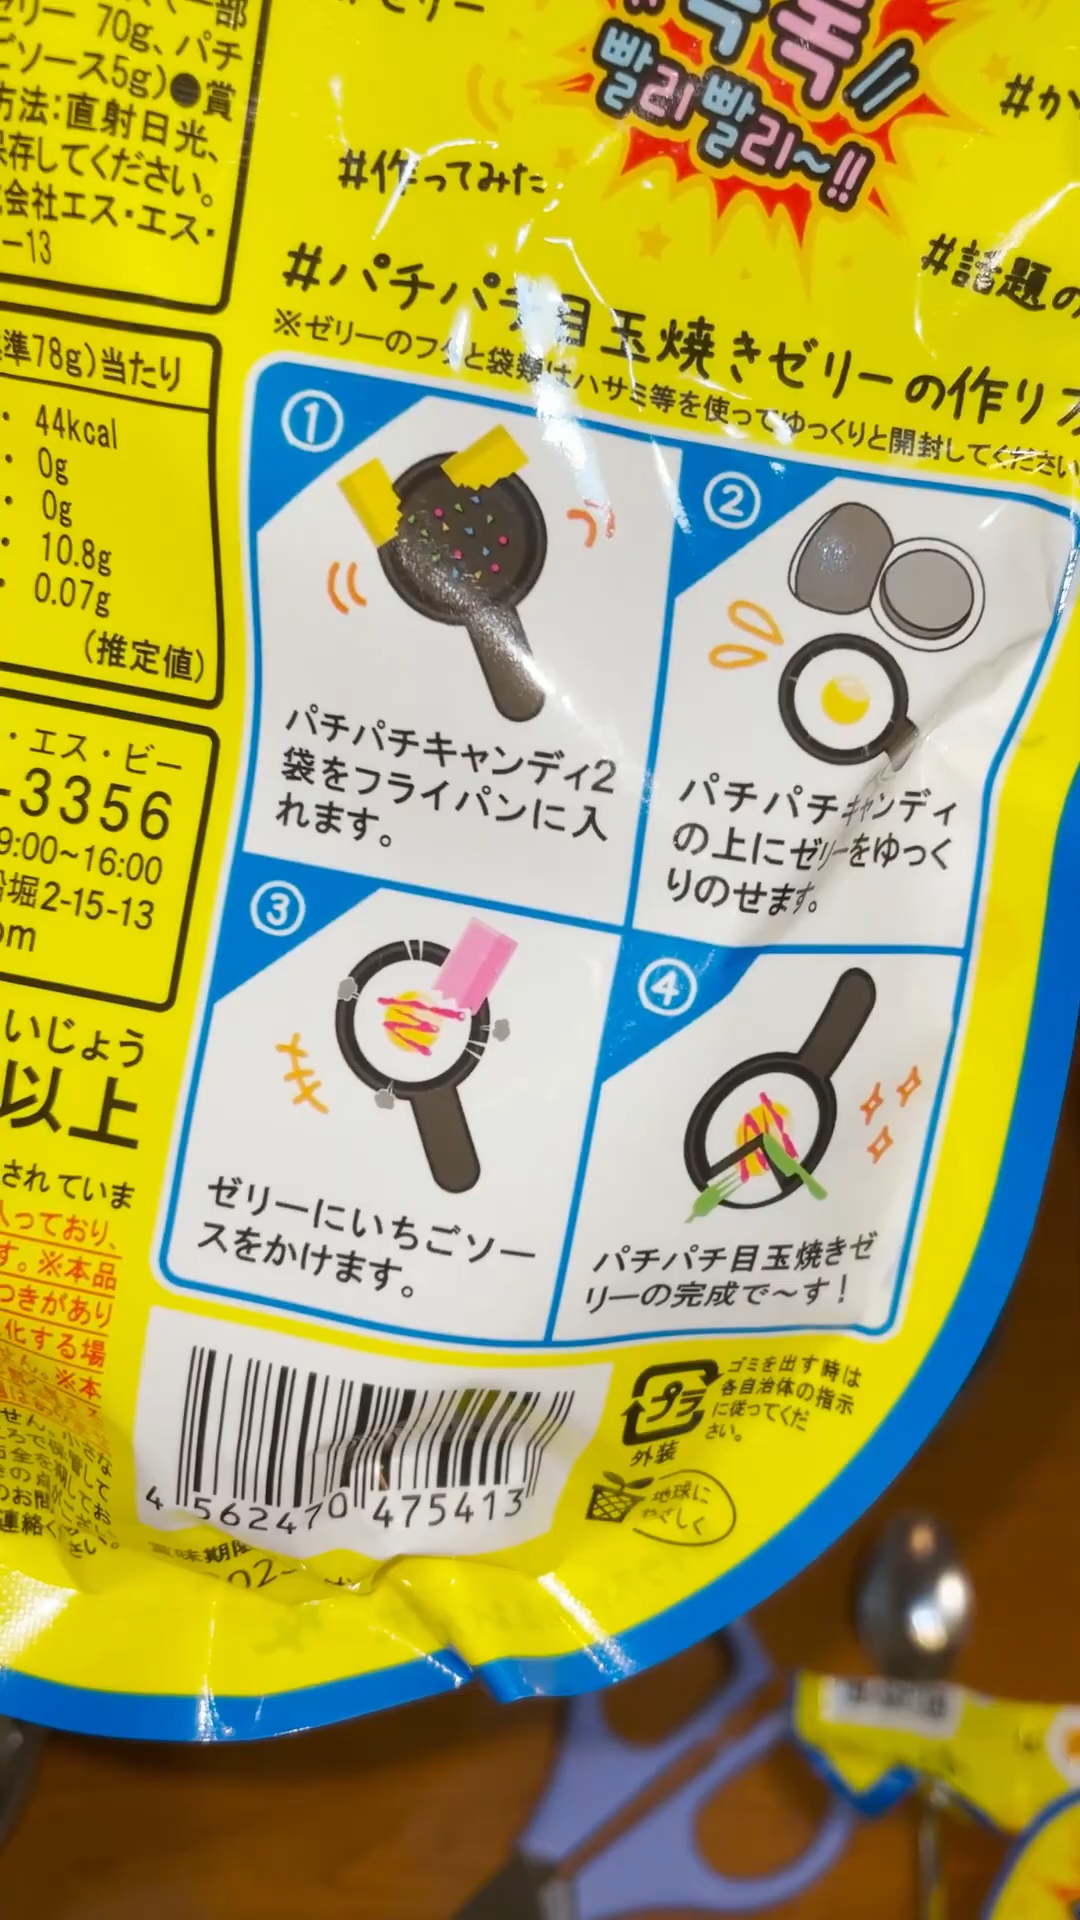 ゼリー 70g、パチ
ソース5g)●賞
方法:直射日光、
保存してください。
会社エス・エス・
-13
準78g)当たり
44kcal
0g
0g
10.8g
0.07g
(推定値)
・エス・ビー
-3356
9:00~16:00
堀2-15-13
om
いじょう
以上
されていま
入っており、
す。※本品
つきがあり
化する場
톡톡//
빨리빨리~!!
#か
#作ってみた
#話題の
#パチパチ目玉焼きゼリーの作り方
※ゼリーのフタと袋類はハサミ等を使ってゆっくりと開封してください
①
パチパチキャンディ2
袋をフライパンに入
れます。
②
パチパチキャンディ
の上にゼリーをゆっく
りのせます。
③
ゼリーにいちごソー
スをかけます。
④
パチパチ目玉焼きゼ
リーの完成で～す!
4 562470 475413
プラ
外装
ゴミを出す時は
各自治体の指示
に従ってくだ
さい。
地球に
やさしく
賞味期限